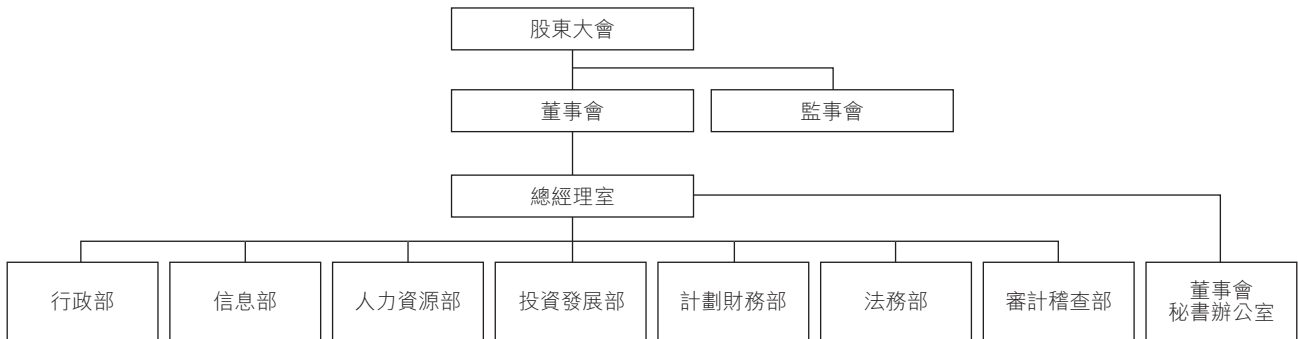 股東大會
董事會
監事會
總經理室
行政部
信息部
人力資源部
投資發展部
計劃財務部
法務部
審計稽查部
董事會
秘書辦公室